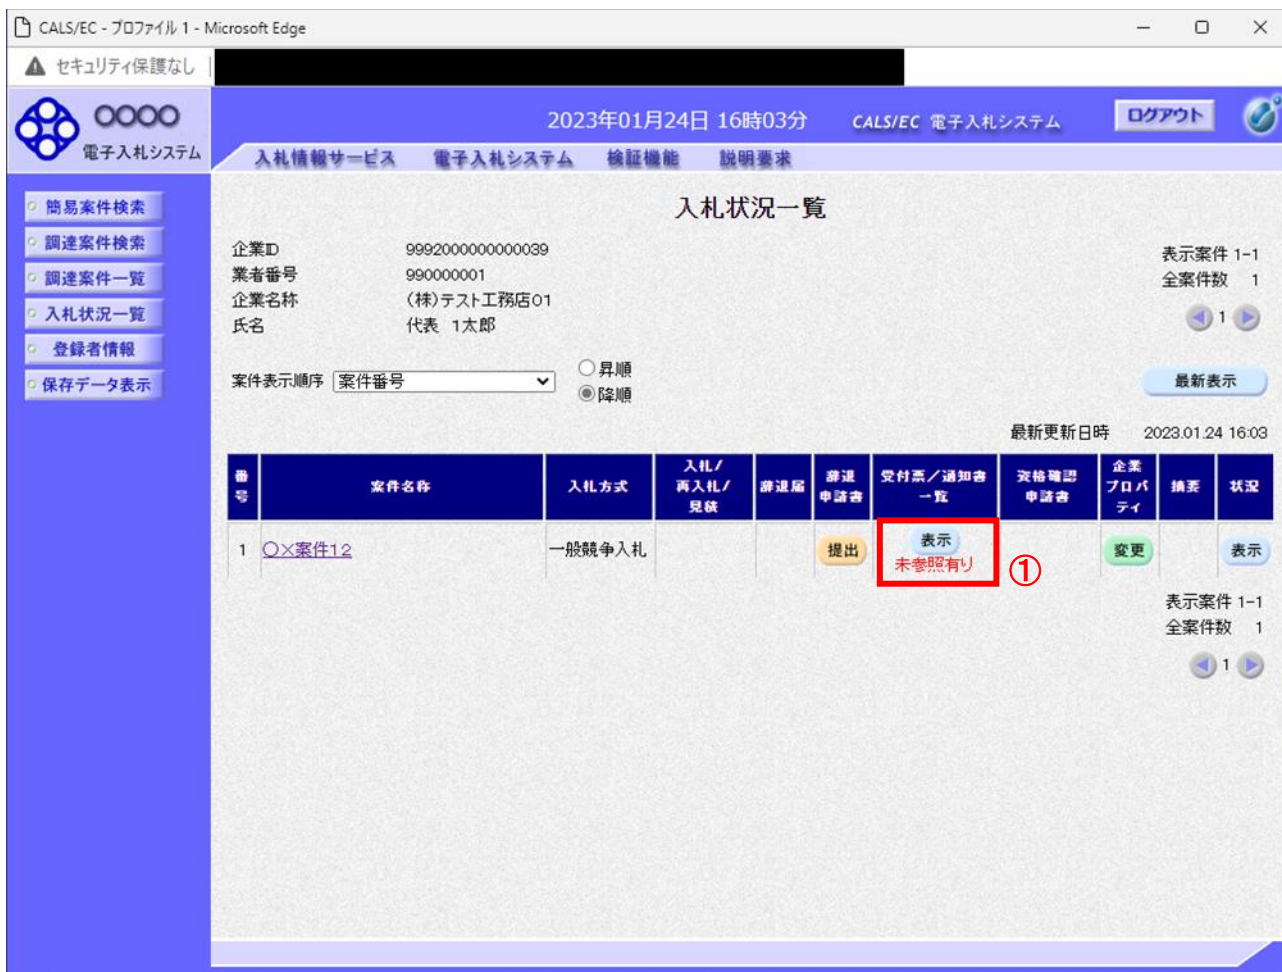 CALS/EC - プロファイル 1 - Microsoft Edge
セキュリティ保護なし
〇〇〇〇
電子入札システム
2023年01月24日 16時03分
CALS/EC 電子入札システム
ログアウト
入札情報サービス 電子入札システム 検証機能 説明要求
簡易案件検索
調達案件検索
調達案件一覧
入札状況一覧
登録者情報
保存データ表示
入札状況一覧
企業ID 9992000000000039
業者番号 990000001
企業名称 (株)テスト工務店01
氏名 代表 1太郎
表示案件 1-1
全案件数 1
1
案件表示順序 案件番号
昇順
降順
最新表示
最新更新日時 2023.01.24 16:03
番号 案件名称 入札方式 入札/再入札/見積 辞退届 辞退申請書 受付票/通知書一覧 資格確認申請書 企業プロパティ 摘要 状況
1 〇×案件12 一般競争入札 提出 表示 変更 表示
未参照有り
①
表示案件 1-1
全案件数 1
1